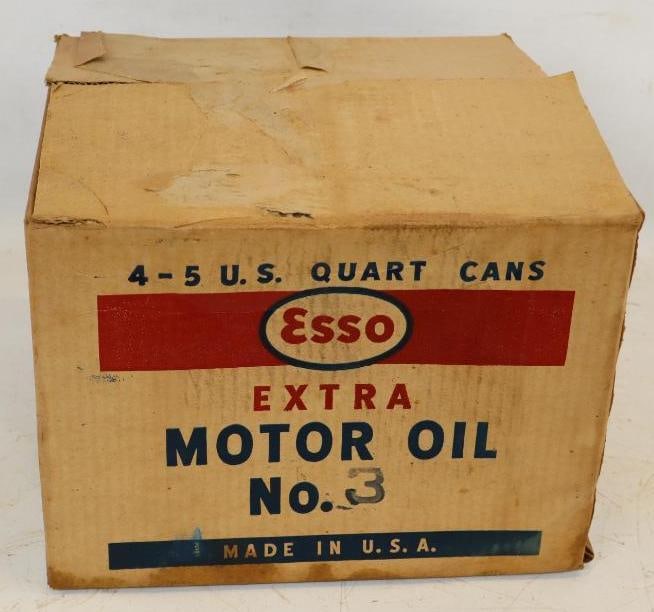 4-5 U.S. QUART CANS
Esso
EXTRA
MOTOR OIL
No. 3
MADE IN U.S.A.